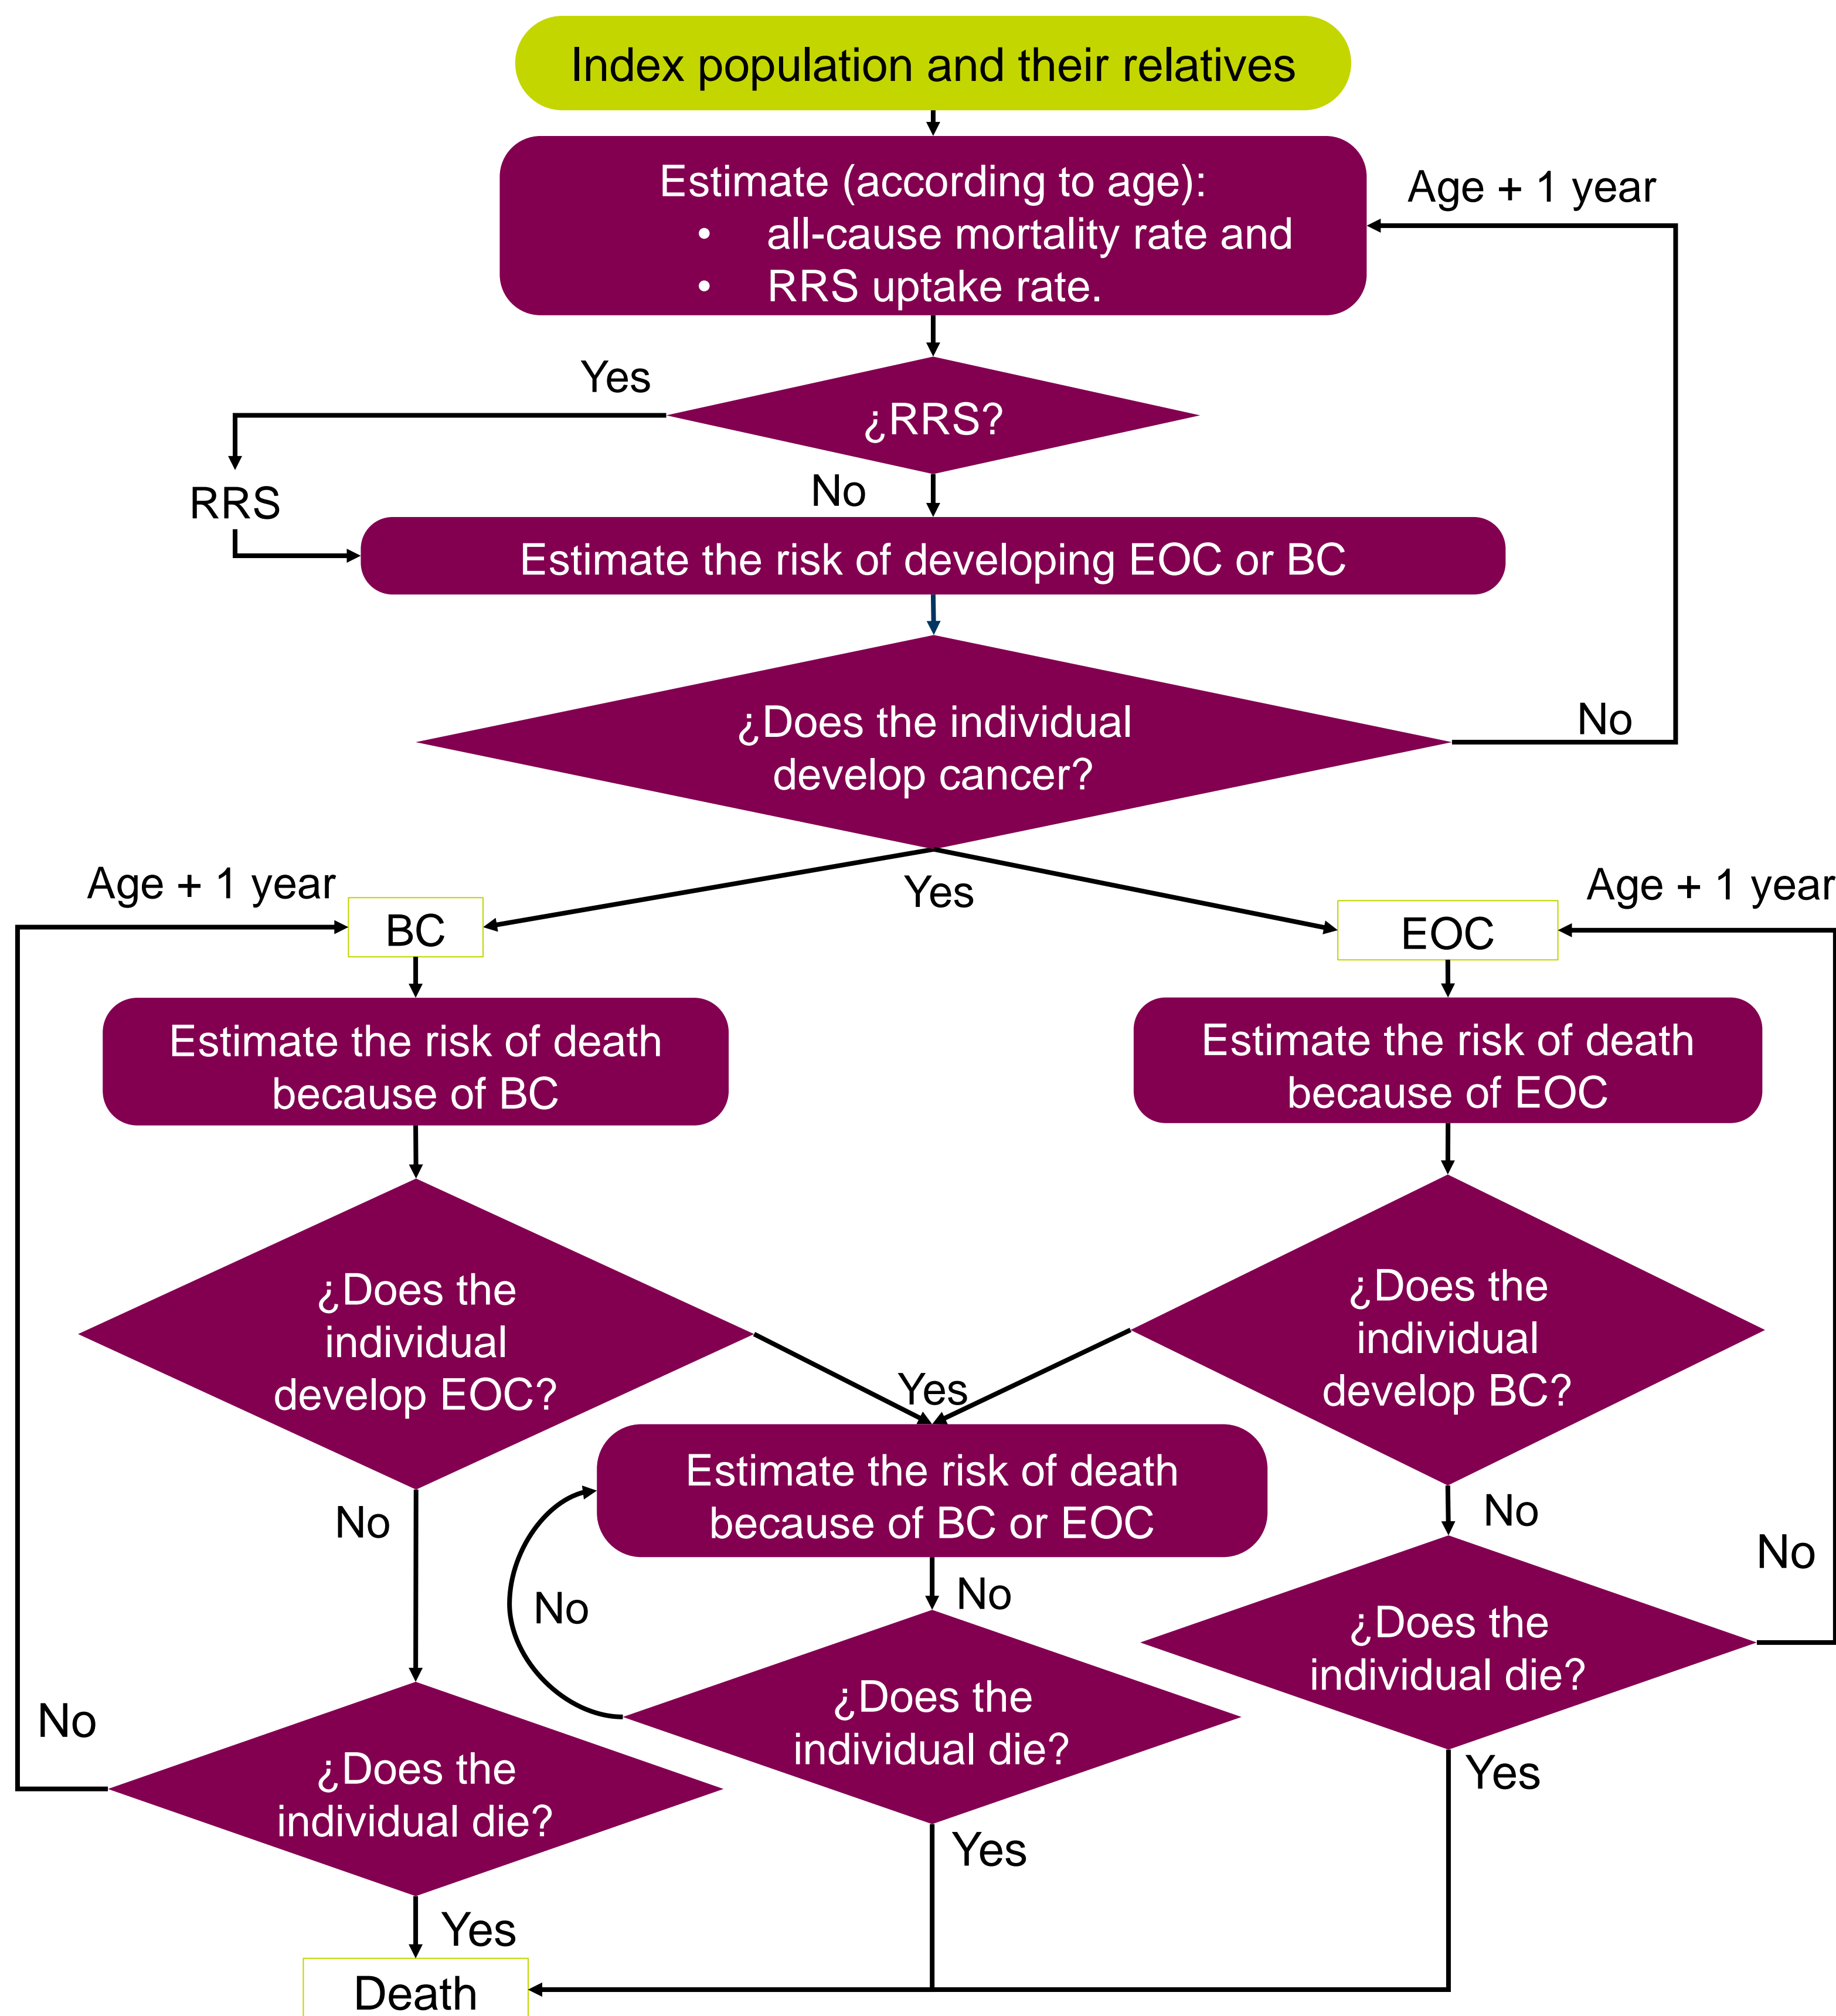 Index population and their relatives
Estimate (according to age):
• all-cause mortality rate and
• RRS uptake rate.
Age + 1 year
Yes
¿RRS?
RRS
No
Estimate the risk of developing EOC or BC
¿Does the individual
develop cancer?
No
Age + 1 year
Yes
Age + 1 year
BC
EOC
Estimate the risk of death
because of BC
Estimate the risk of death
because of EOC
¿Does the
individual
develop EOC?
¿Does the
individual
develop BC?
Yes
Estimate the risk of death
because of BC or EOC
No
No
No
No
No
¿Does the
individual die?
¿Does the
individual die?
No
¿Does the
individual die?
Yes
Yes
Yes
Death